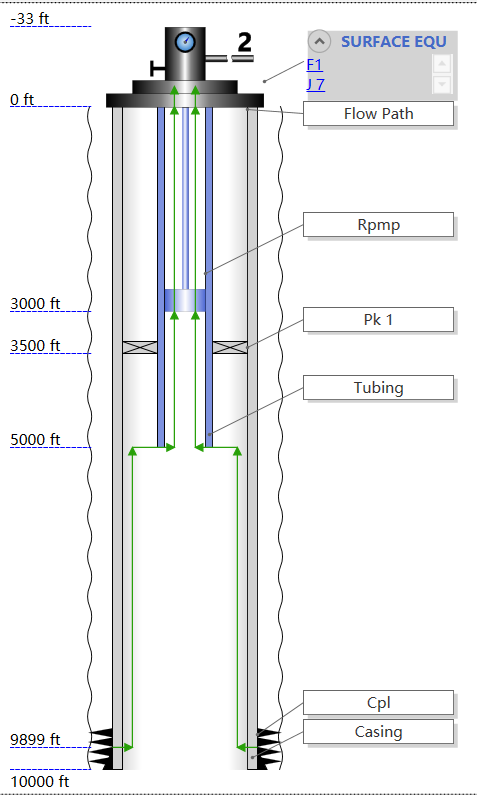 -33 ft
2
SURFACE EQU
F1
J 7
0 ft
Flow Path
Rpmp
3000 ft
Pk 1
3500 ft
Tubing
5000 ft
Cpl
Casing
9899 ft
10000 ft